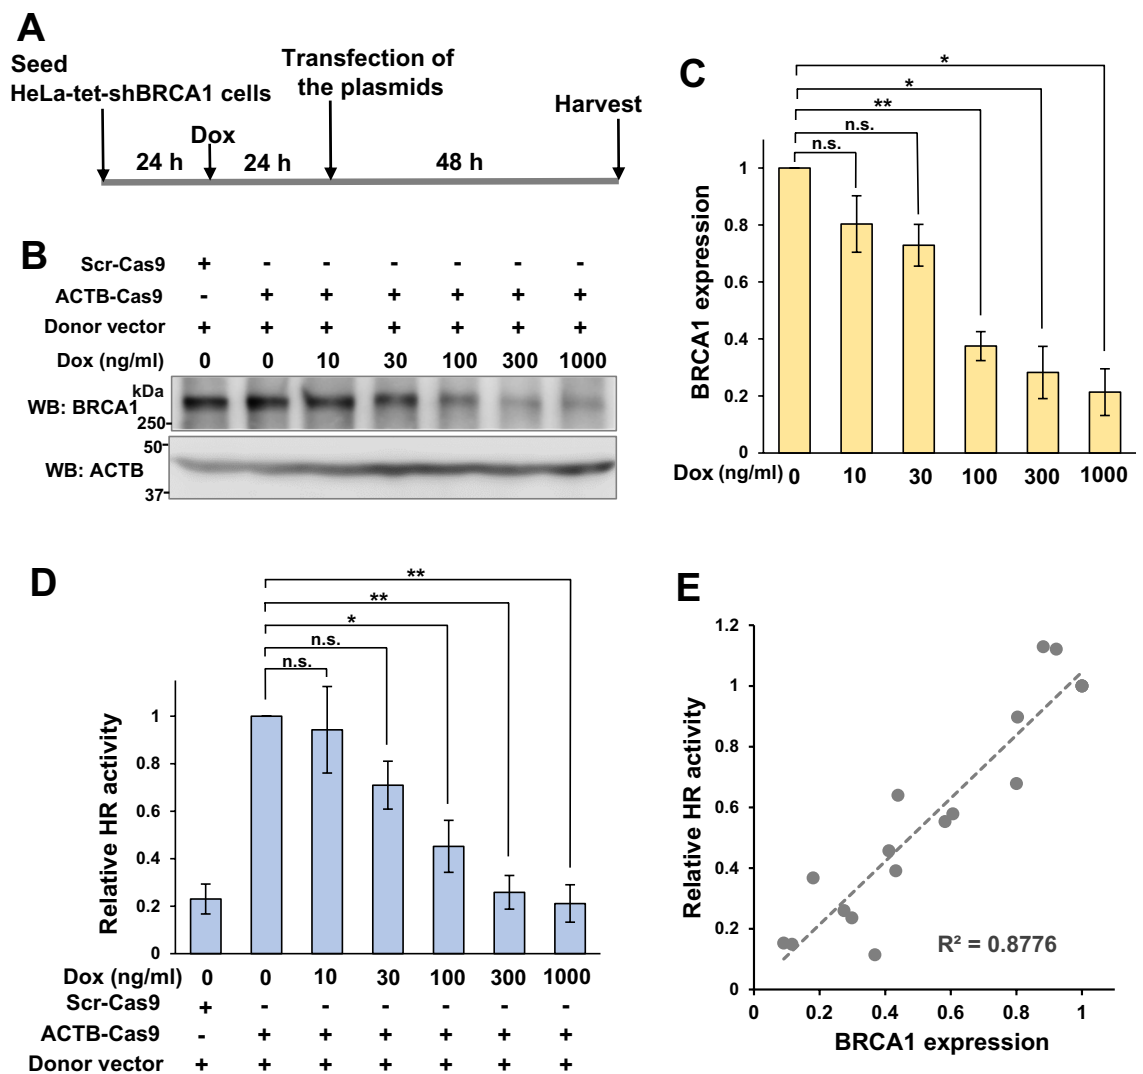 A
Seed
HeLa-tet-shBRCA1 cells
Transfection of
the plasmids
Harvest
Dox
24 h 24 h 48 h
B
Scr-Cas9 + - - - - - -
ACTB-Cas9 - + + + + + +
Donor vector + + + + + + +
Dox (ng/ml) 0 0 10 30 100 300 1000
kDa
WB: BRCA1
250
50
WB: ACTB
37
C
*
*
**
n.s.
n.s.
BRCA1 expression
1
0.8
0.6
0.4
0.2
0
Dox (ng/ml) 0 10 30 100 300 1000
D
**
**
*
n.s.
n.s.
Relative HR activity
1
0.8
0.6
0.4
0.2
0
Dox (ng/ml) 0 0 10 30 100 300 1000
Scr-Cas9 + - - - - - -
ACTB-Cas9 - + + + + + +
Donor vector + + + + + + +
E
Relative HR activity
1.2
1
0.8
0.6
0.4
0.2
0
R² = 0.8776
0 0.2 0.4 0.6 0.8 1
BRCA1 expression